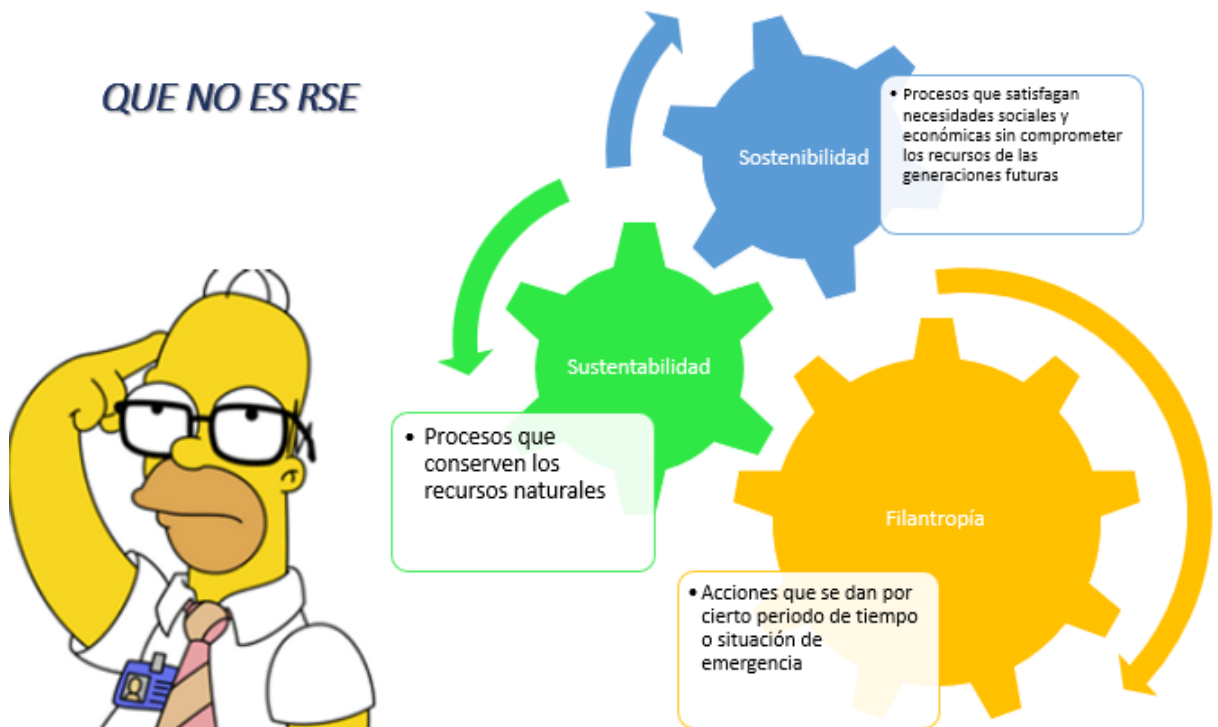 QUE NO ES RSE
Sostenibilidad
• Procesos que satisfagan
necesidades sociales y
económicas sin comprometer
los recursos de las
generaciones futuras
Sustentabilidad
• Procesos que
conserven los
recursos naturales
Filantropía
• Acciones que se dan por
cierto periodo de tiempo
o situación de
emergencia